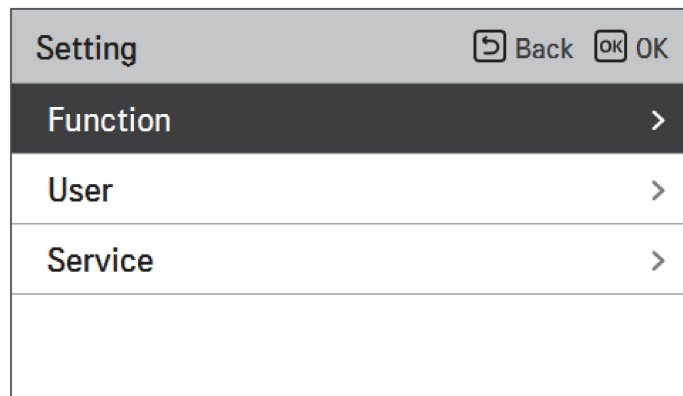 Setting Back OK OK
Function >
User >
Service >